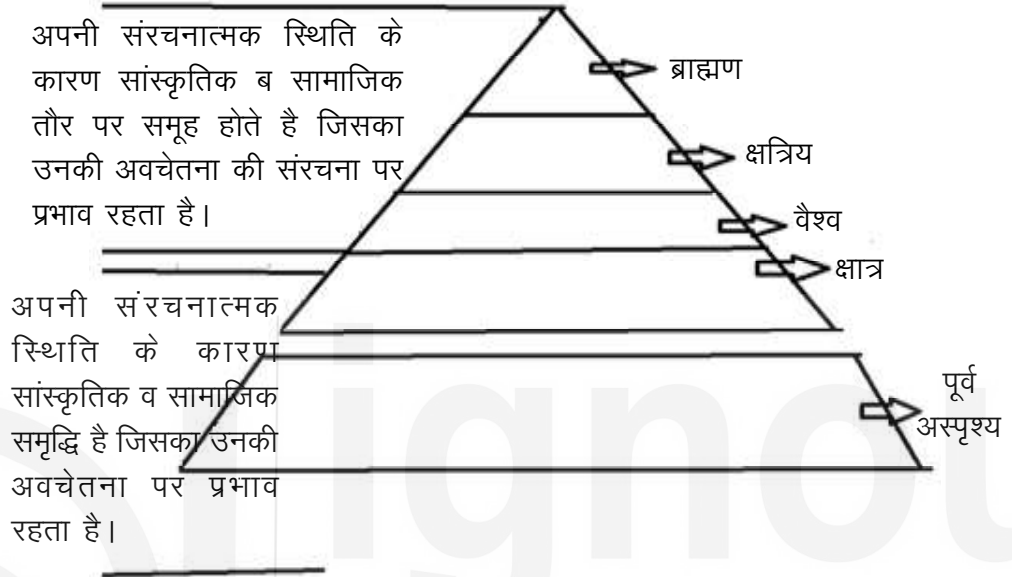 अपनी संरचनात्मक स्थिति के
कारण सांस्कृतिक ब सामाजिक
तौर पर समूह होते है जिसका
उनकी अवचेतना की संरचना पर
प्रभाव रहता है।
ब्राह्मण
क्षत्रिय
वैश्व
क्षात्र
अपनी संरचनात्मक
स्थिति के कारण
सांस्कृतिक व सामाजिक
समृद्धि है जिसका उनकी
अवचेतना पर प्रभाव
रहता है।
पूर्व
अस्पृश्य
ignou